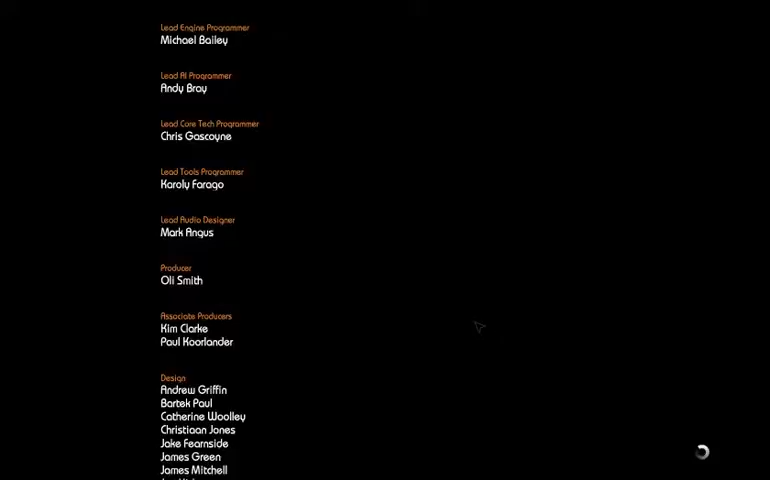 Lead Engine Programmer
Michael Bailey
Lead AI Programmer
Andy Bray
Lead Core Tech Programmer
Chris Gascoyne
Lead Tools Programmer
Karoly Farago
Lead Audio Designer
Mark Angus
Producer
Oli Smith
Associate Producers
Kim Clarke
Paul Koorlander
Design
Andrew Griffin
Bartek Paul
Catherine Woolley
Christiaan Jones
Jake Fearnside
James Green
James Mitchell